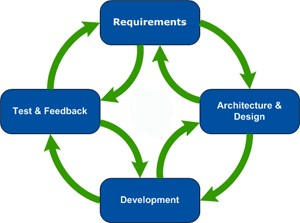 Requirements
Test & Feedback
Architecture &
Design
Development